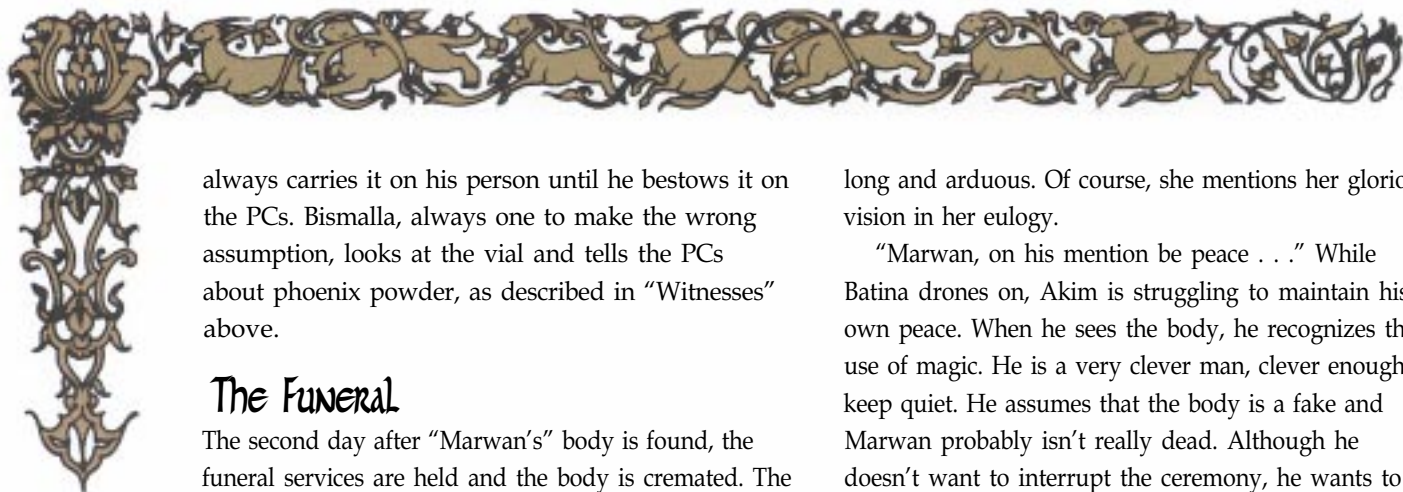 always carries it on his person until he bestows it on
the PCs. Bismalla, always one to make the wrong
assumption, looks at the vial and tells the PCs
about phoenix powder, as described in “Witnesses”
above.
The Funeral
The second day after “Marwan’s” body is found, the
funeral services are held and the body is cremated. The
long and arduous. Of course, she mentions her glorio
vision in her eulogy.
“Marwan, on his mention be peace . . .” While
Batina drones on, Akim is struggling to maintain his
own peace. When he sees the body, he recognizes th
use of magic. He is a very clever man, clever enough
keep quiet. He assumes that the body is a fake and
Marwan probably isn’t really dead. Although he
doesn’t want to interrupt the ceremony, he wants to